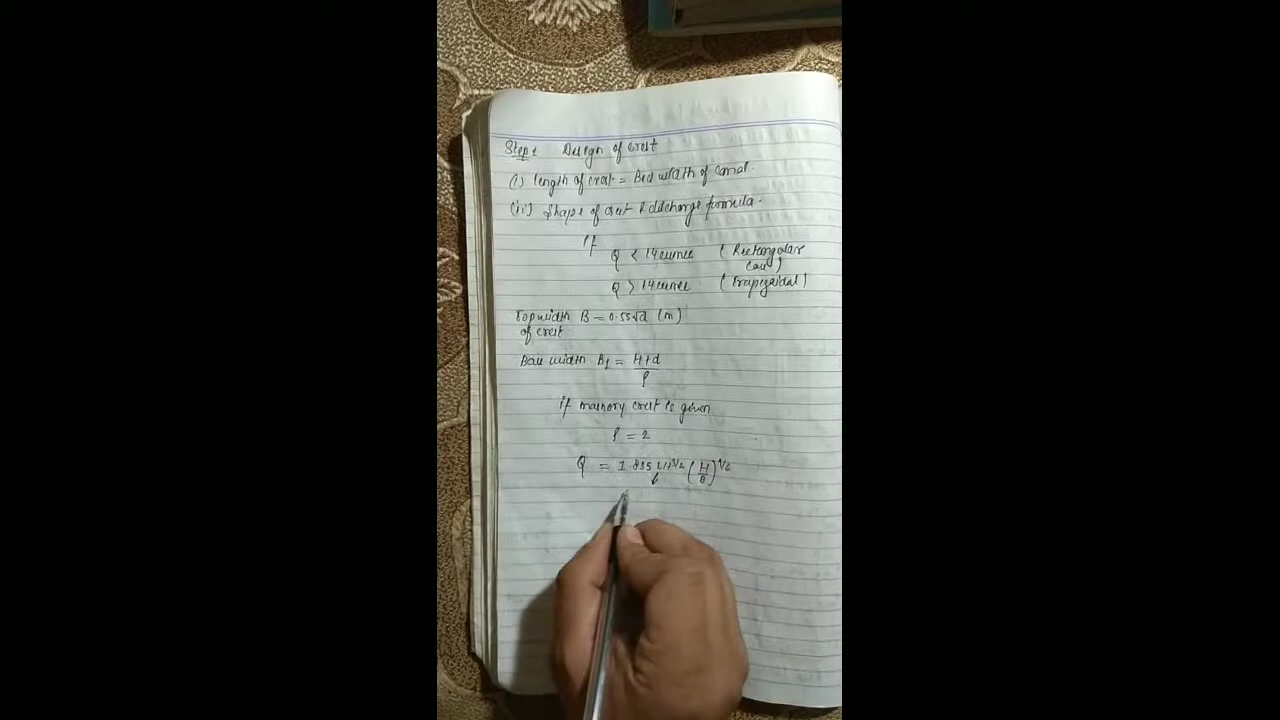 Step 1 Design of Crest
(i) length of crest = Bed width of Canal.
(ii) Shape of crest & discharge formula.
If
Q < 14 cumec (Rectangular
Q > 14 cumec (Trapezoidal)
Top width B = 0.55√d (m)
of crest
Base width B1 = H+d
ρ
if masonry crest is given
ρ = 2
Q = 1.835 LH^3/2 (H/B)^1/6